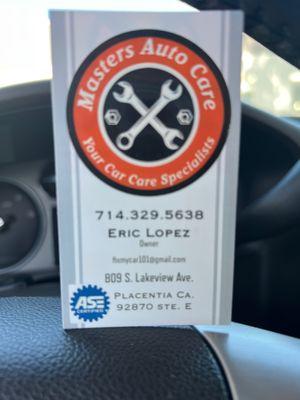 Masters Auto Care
Your Car Care Specialists
714.329.5638
ERIC LOPEZ
Owner
fixmycar101@gmail.com
809 S. Lakeview Ave.
PLACENTIA CA.
92870 STE. E
ASE
CERTIFIED